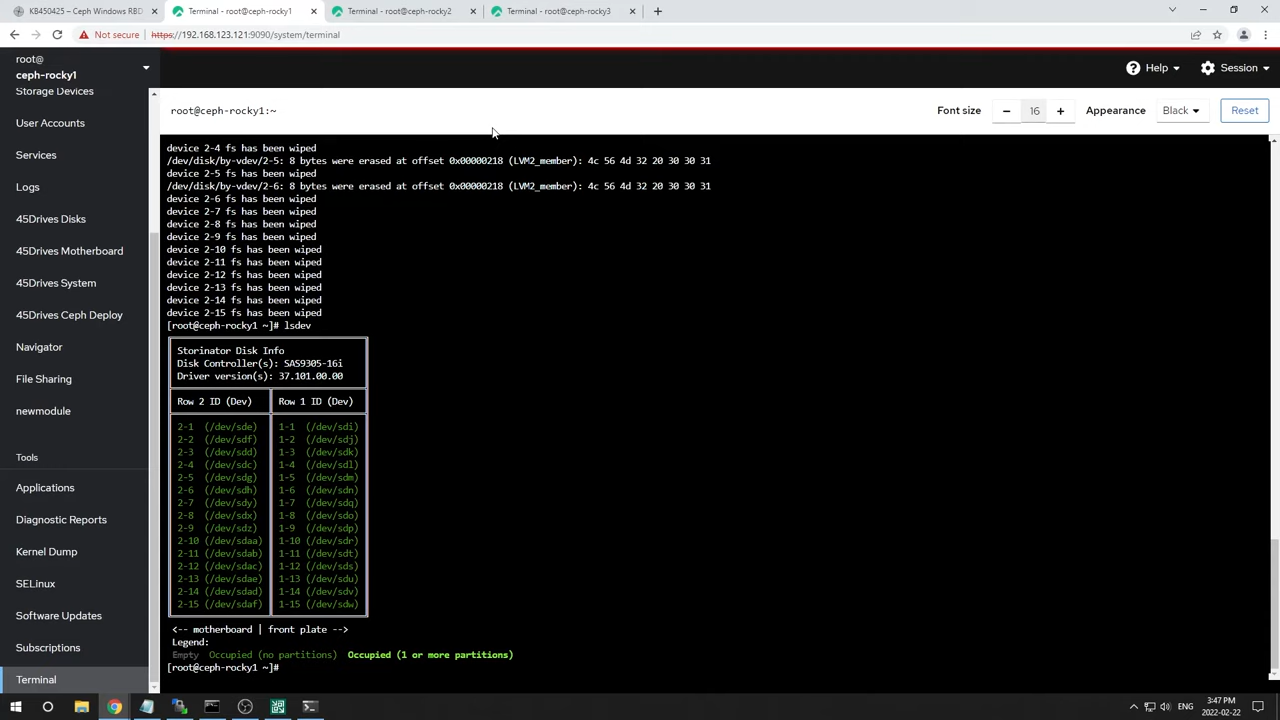 KB450425 – Ceph Windows RBD
Terminal - root@ceph-rocky1
Terminal - root@ceph-rocky2
Terminal - root@ceph-rocky3
Not secure
https://192.168.123.121:9090/system/terminal
root@
ceph-rocky1
Help
Session
Storage Devices
User Accounts
Services
Logs
45Drives Disks
45Drives Motherboard
45Drives System
45Drives Ceph Deploy
Navigator
File Sharing
newmodule
Tools
Applications
Diagnostic Reports
Kernel Dump
SELinux
Software Updates
Subscriptions
Terminal
root@ceph-rocky1:~
Font size
16
Appearance
Black
Reset
device 2-4 fs has been wiped
/dev/disk/by-vdev/2-5: 8 bytes were erased at offset 0x00000218 (LVM2_member): 4c 56 4d 32 20 30 30 31
device 2-5 fs has been wiped
/dev/disk/by-vdev/2-6: 8 bytes were erased at offset 0x00000218 (LVM2_member): 4c 56 4d 32 20 30 30 31
device 2-6 fs has been wiped
device 2-7 fs has been wiped
device 2-8 fs has been wiped
device 2-9 fs has been wiped
device 2-10 fs has been wiped
device 2-11 fs has been wiped
device 2-12 fs has been wiped
device 2-13 fs has been wiped
device 2-14 fs has been wiped
device 2-15 fs has been wiped
[root@ceph-rocky1 ~]# lsdev
Storinator Disk Info
Disk Controller(s): SAS9305-16i
Driver version(s): 37.101.00.00
Row 2 ID (Dev) Row 1 ID (Dev)
2-1 (/dev/sde) 1-1 (/dev/sdi)
2-2 (/dev/sdf) 1-2 (/dev/sdj)
2-3 (/dev/sdd) 1-3 (/dev/sdk)
2-4 (/dev/sdc) 1-4 (/dev/sdl)
2-5 (/dev/sdg) 1-5 (/dev/sdm)
2-6 (/dev/sdh) 1-6 (/dev/sdn)
2-7 (/dev/sdy) 1-7 (/dev/sdq)
2-8 (/dev/sdx) 1-8 (/dev/sdo)
2-9 (/dev/sdz) 1-9 (/dev/sdp)
2-10 (/dev/sdaa) 1-10 (/dev/sdr)
2-11 (/dev/sdab) 1-11 (/dev/sdt)
2-12 (/dev/sdac) 1-12 (/dev/sds)
2-13 (/dev/sdae) 1-13 (/dev/sdu)
2-14 (/dev/sdad) 1-14 (/dev/sdv)
2-15 (/dev/sdaf) 1-15 (/dev/sdw)
<-- motherboard | front plate -->
Legend:
Empty Occupied (no partitions) Occupied (1 or more partitions)
[root@ceph-rocky1 ~]#
ENG
3:47 PM
2022-02-22